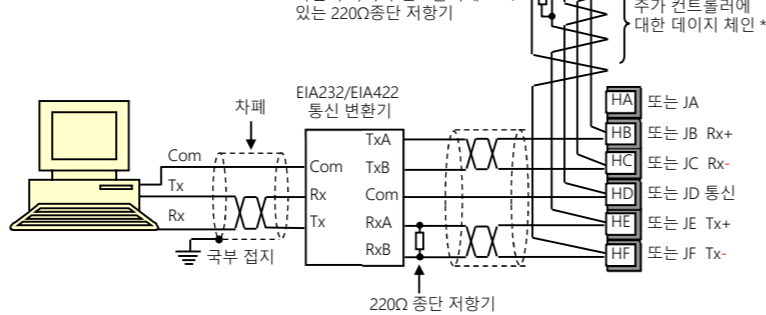 있는 220Ω종단 저항기
추가 컨트롤러에
대한 데이지 체인 *
차폐
EIA232/EIA422
통신 변환기
Com
Tx
Rx
국부 접지
Com
Rx
Tx
TxA
TxB
Com
RxA
RxB
220Ω 종단 저항기
HA 또는 JA
HB 또는 JB Rx+
HC 또는 JC Rx-
HD 또는 JD 통신
HE 또는 JE Tx+
HF 또는 JF Tx-